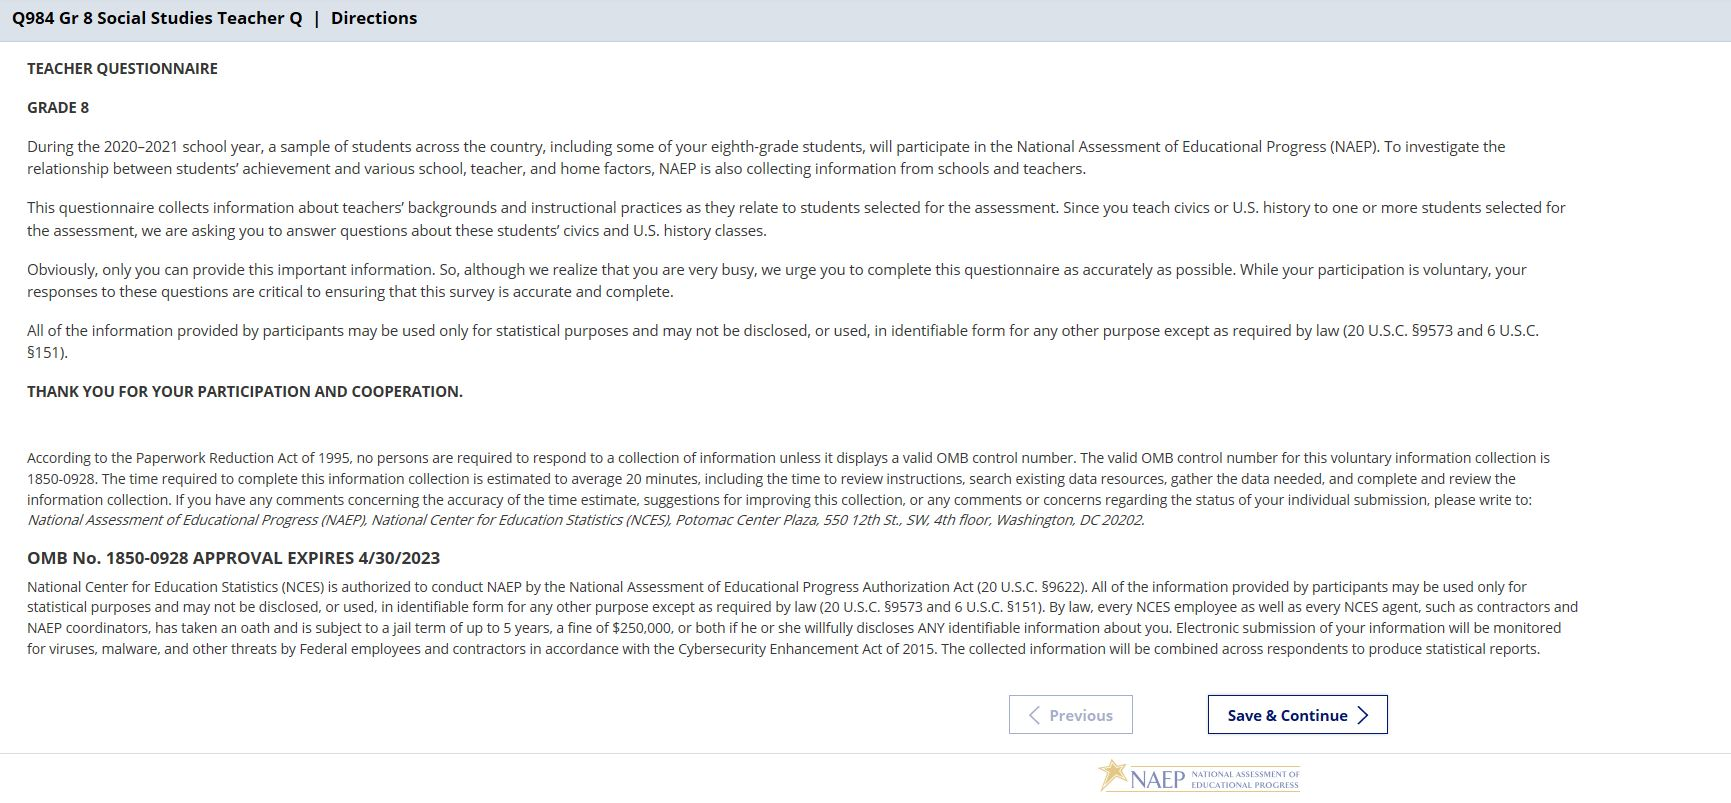 Q984 Gr 8 Social Studies Teacher Q | Directions
TEACHER QUESTIONNAIRE
GRADE 8
During the 2020–2021 school year, a sample of students across the country, including some of your eighth-grade students, will participate in the National Assessment of Educational Progress (NAEP). To investigate the
relationship between students’ achievement and various school, teacher, and home factors, NAEP is also collecting information from schools and teachers.
This questionnaire collects information about teachers’ backgrounds and instructional practices as they relate to students selected for the assessment. Since you teach civics or U.S. history to one or more students selected for
the assessment, we are asking you to answer questions about these students’ civics and U.S. history classes.
Obviously, only you can provide this important information. So, although we realize that you are very busy, we urge you to complete this questionnaire as accurately as possible. While your participation is voluntary, your
responses to these questions are critical to ensuring that this survey is accurate and complete.
All of the information provided by participants may be used only for statistical purposes and may not be disclosed, or used, in identifiable form for any other purpose except as required by law (20 U.S.C. §9573 and 6 U.S.C.
§151).
THANK YOU FOR YOUR PARTICIPATION AND COOPERATION.
According to the Paperwork Reduction Act of 1995, no persons are required to respond to a collection of information unless it displays a valid OMB control number. The valid OMB control number for this voluntary information collection is
1850-0928. The time required to complete this information collection is estimated to average 20 minutes, including the time to review instructions, search existing data resources, gather the data needed, and complete and review the
information collection. If you have any comments concerning the accuracy of the time estimate, suggestions for improving this collection, or any comments or concerns regarding the status of your individual submission, please write to:
National Assessment of Educational Progress (NAEP), National Center for Education Statistics (NCES), Potomac Center Plaza, 550 12th St., SW, 4th floor, Washington, DC 20202.
OMB No. 1850-0928 APPROVAL EXPIRES 4/30/2023
National Center for Education Statistics (NCES) is authorized to conduct NAEP by the National Assessment of Educational Progress Authorization Act (20 U.S.C. §9622). All of the information provided by participants may be used only for
statistical purposes and may not be disclosed, or used, in identifiable form for any other purpose except as required by law (20 U.S.C. §9573 and 6 U.S.C. §151). By law, every NCES employee as well as every NCES agent, such as contractors and
NAEP coordinators, has taken an oath and is subject to a jail term of up to 5 years, a fine of $250,000, or both if he or she willfully discloses ANY identifiable information about you. Electronic submission of your information will be monitored
for viruses, malware, and other threats by Federal employees and contractors in accordance with the Cybersecurity Enhancement Act of 2015. The collected information will be combined across respondents to produce statistical reports.
Previous
Save & Continue
NAEP NATIONAL ASSESSMENT OF
EDUCATIONAL PROGRESS